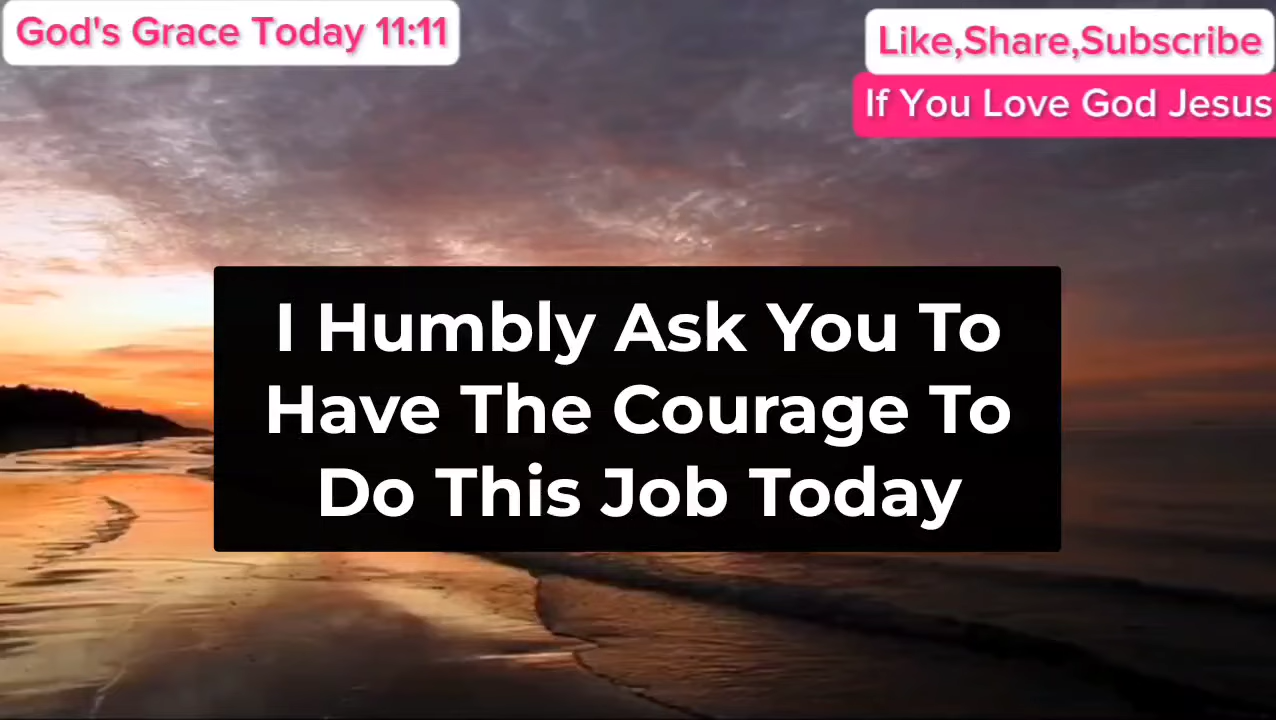 God's Grace Today 11:11
Like,Share,Subscribe
If You Love God Jesus
I Humbly Ask You To
Have The Courage To
Do This Job Today